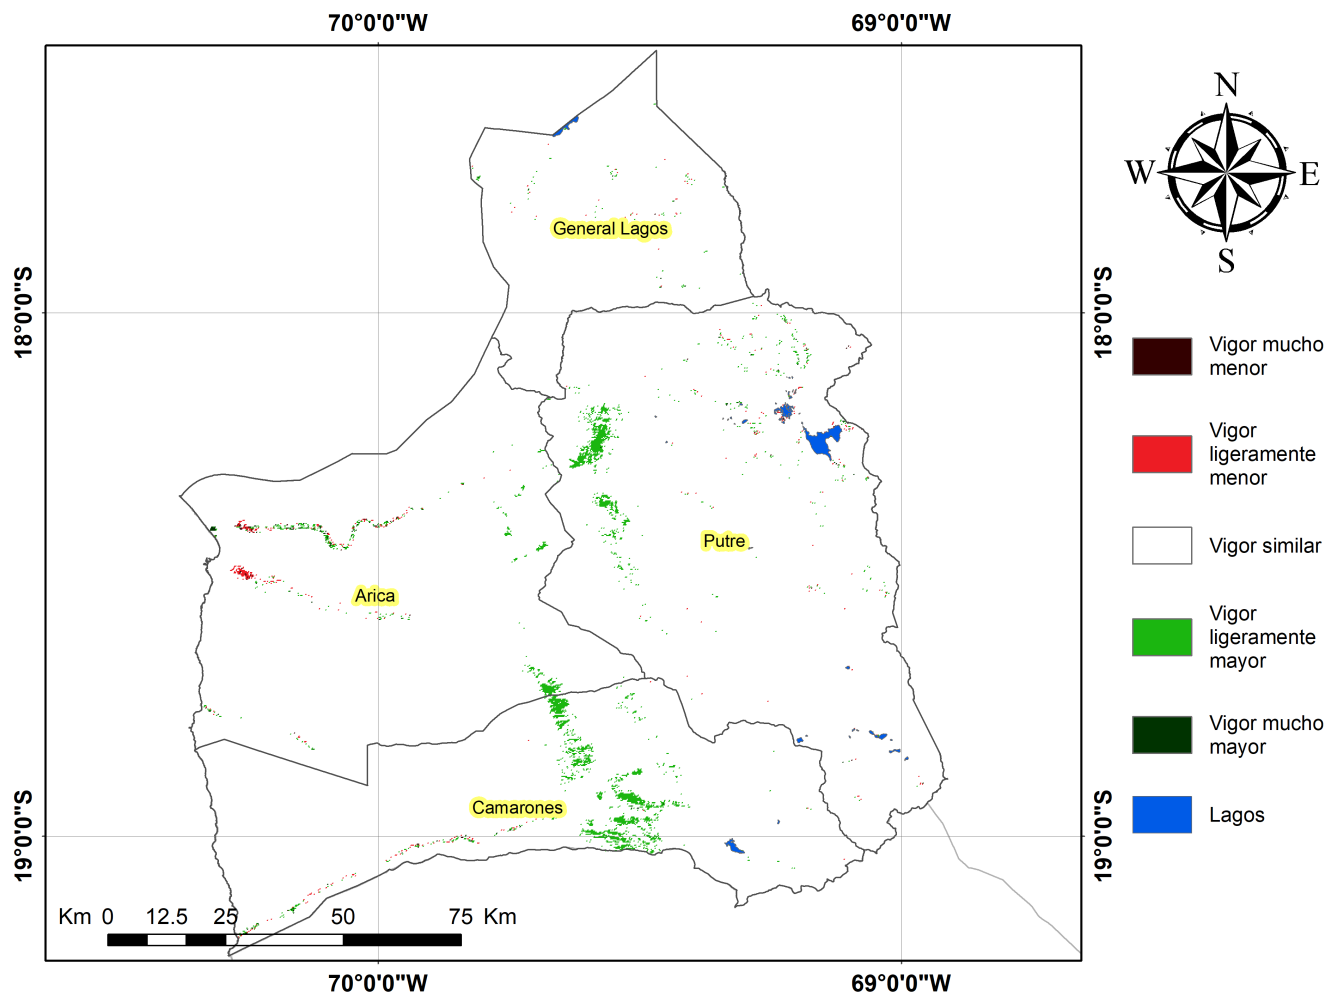 70°0'0"W
69°0'0"W
N
W
E
S
18°0'0"S
18°0'0"S
General Lagos
Putre
Arica
Camarones
19°0'0"S
19°0'0"S
Vigor mucho
menor
Vigor
ligeramente
menor
Vigor similar
Vigor
ligeramente
mayor
Vigor mucho
mayor
Lagos
Km 0 12.5 25 50 75 Km
70°0'0"W
69°0'0"W